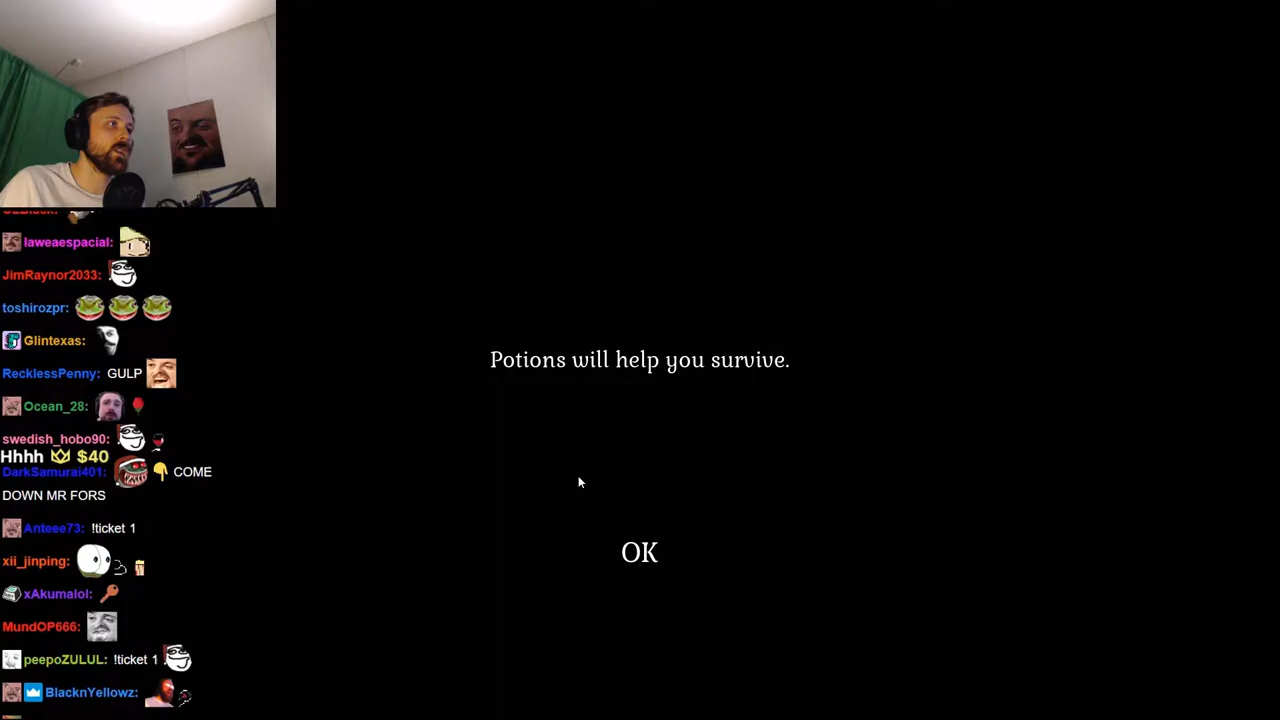 laweaespacial:
JimRaynor2033:
toshirozpr:
Glintexas:
RecklessPenny: GULP
Ocean_28:
swedish_hobo90:
Hhhh $40
DarkSamurai401: COME
DOWN MR FORS
Anteee73: !ticket 1
xii_jinping:
xAkumalol:
MundOP666:
peepoZULUL: !ticket 1
BlacknYellowz:
Potions will help you survive.
OK